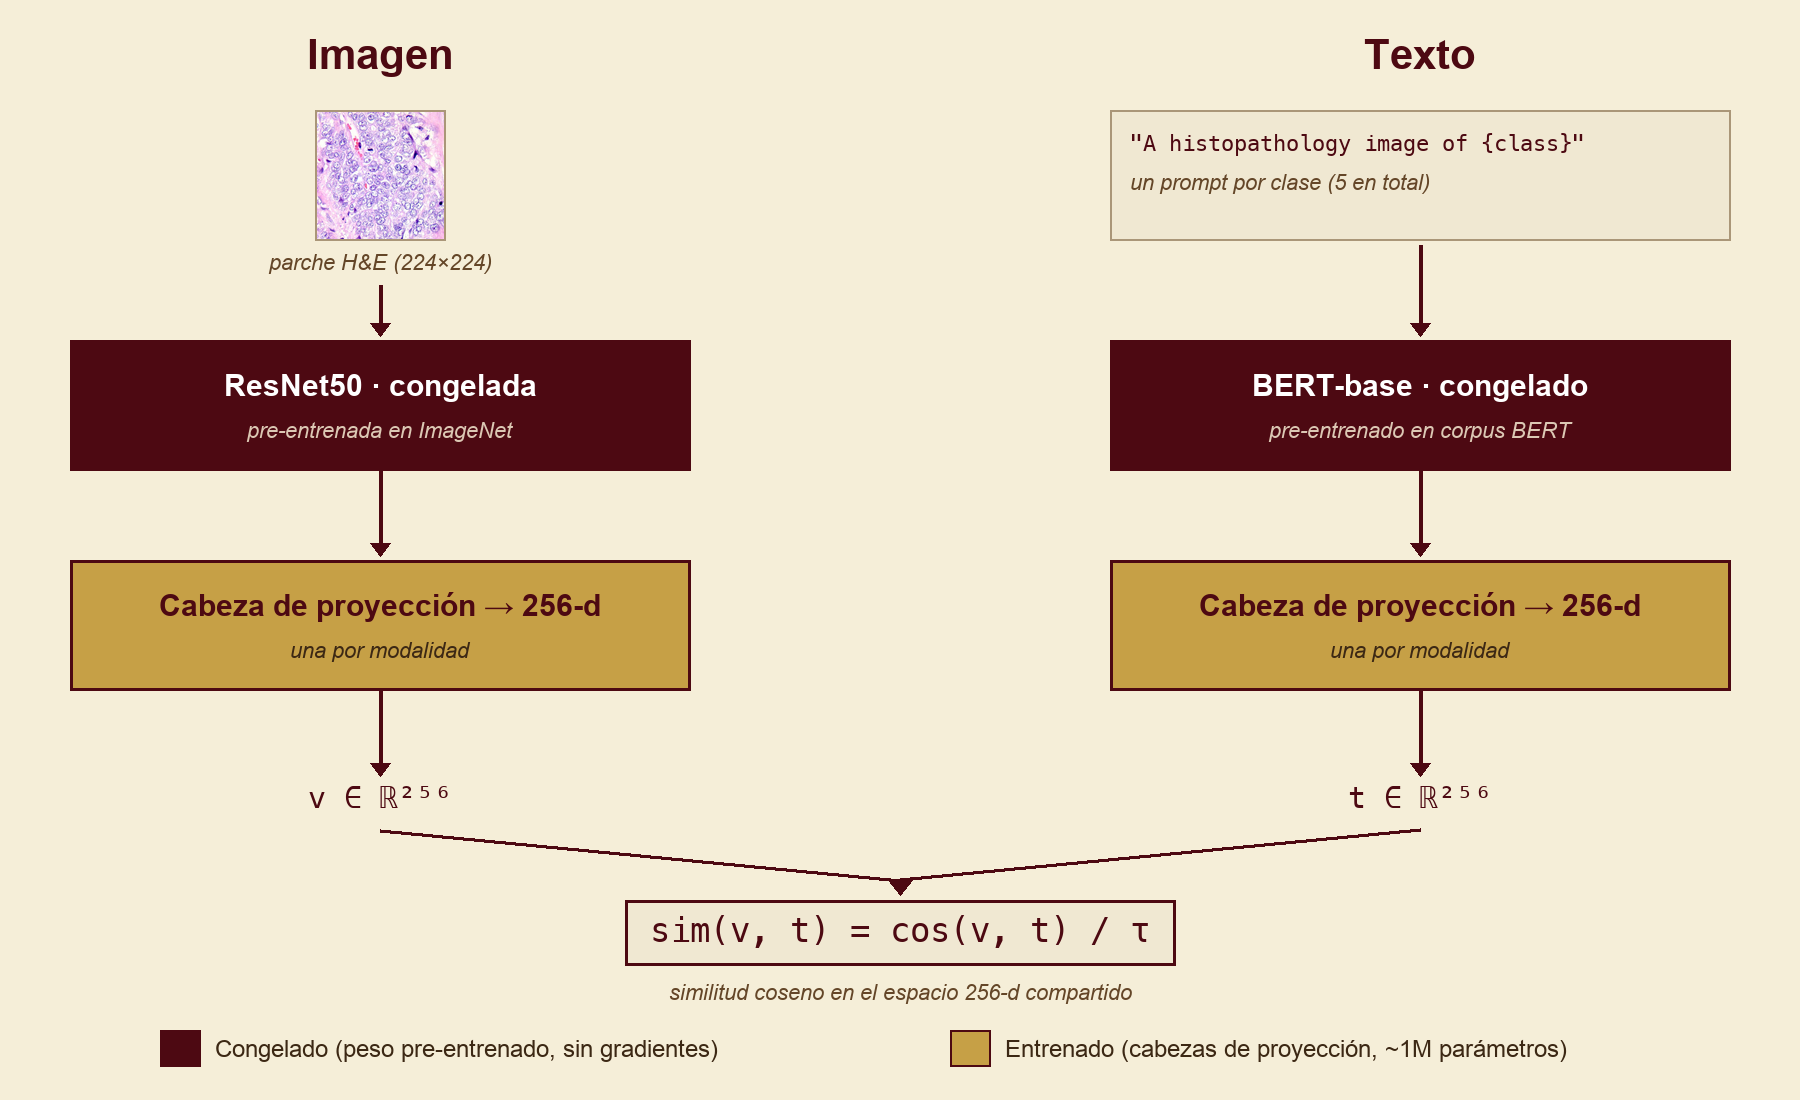 Imagen
parche H&E (224×224)
ResNet50 · congelada
pre-entrenada en ImageNet
Cabeza de proyección → 256-d
una por modalidad
v ∈ ℝ²⁵⁶
Texto
"A histopathology image of {class}"
un prompt por clase (5 en total)
BERT-base · congelado
pre-entrenado en corpus BERT
Cabeza de proyección → 256-d
una por modalidad
t ∈ ℝ²⁵⁶
sim(v, t) = cos(v, t) / τ
similitud coseno en el espacio 256-d compartido
Congelado (peso pre-entrenado, sin gradientes)
Entrenado (cabezas de proyección, ~1M parámetros)